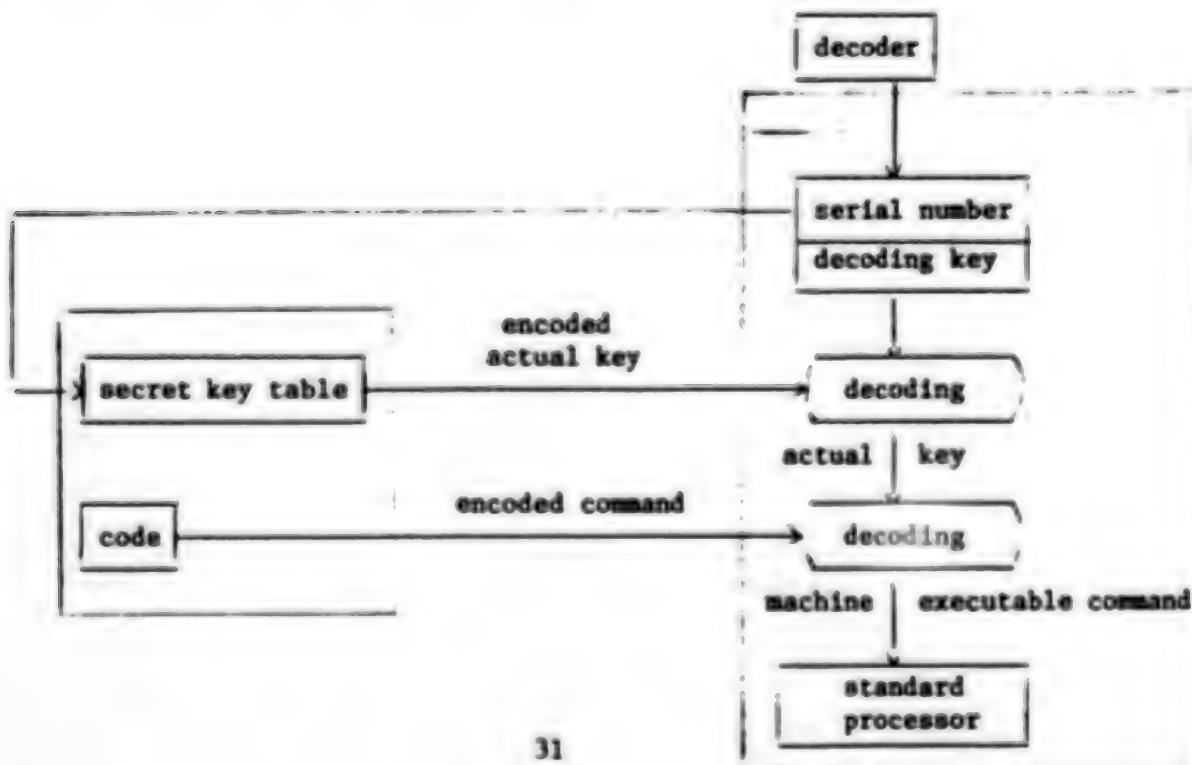 decoder
serial number
decoding key
encoded
actual key
secret key table
decoding
actual key
encoded command
code
decoding
machine executable command
standard
processor
31